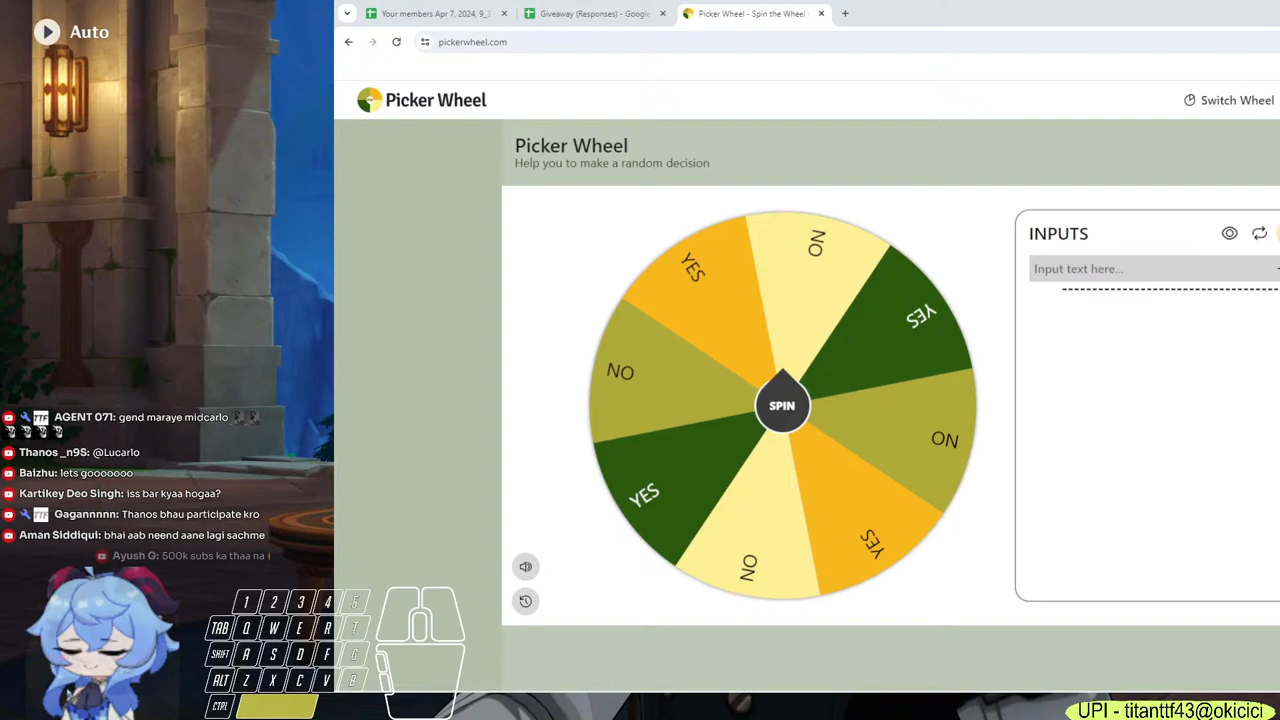 Auto
Your members Apr 7, 2024, 9_3
Giveaway (Responses) - Google
Picker Wheel - Spin the Wheel
pickerwheel.com
Picker Wheel
Switch Wheel
Picker Wheel
Help you to make a random decision
NO
YES
YES
NO
NO
YES
YES
NO
SPIN
INPUTS
Input text here...
AGENT 071: gend maraye midcarlo
Thanos _n9S: @Lucarlo
Baizhu: lets gooooooo
Kartikey Deo Singh: iss bar kyaa hogaa?
Gagannnnn: Thanos bhau participate kro
Aman Siddiqui: bhai aab neend aane lagi sachme
Ayush G: 500k subs ka thaa na
1 2 3 4 5
TAB Q W E R T
SHIFT A S D F G
ALT Z X C V B
CTRL
UPI - titanttf43@okicici